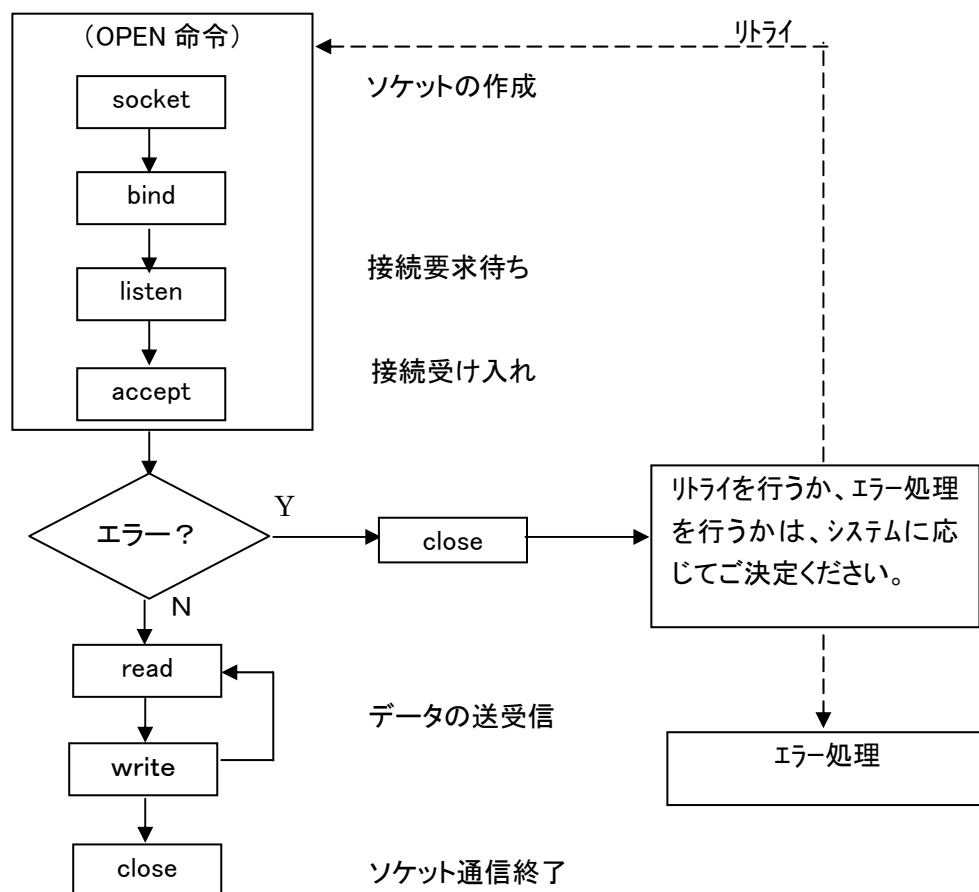 （OPEN 命令）
リトライ
socket
ソケットの作成
bind
listen
接続要求待ち
accept
接続受け入れ
エラー？
Y
close
リトライを行うか、エラー処理
を行うかは、システムに応
じてご決定ください。
N
read
データの送受信
write
エラー処理
close
ソケット通信終了